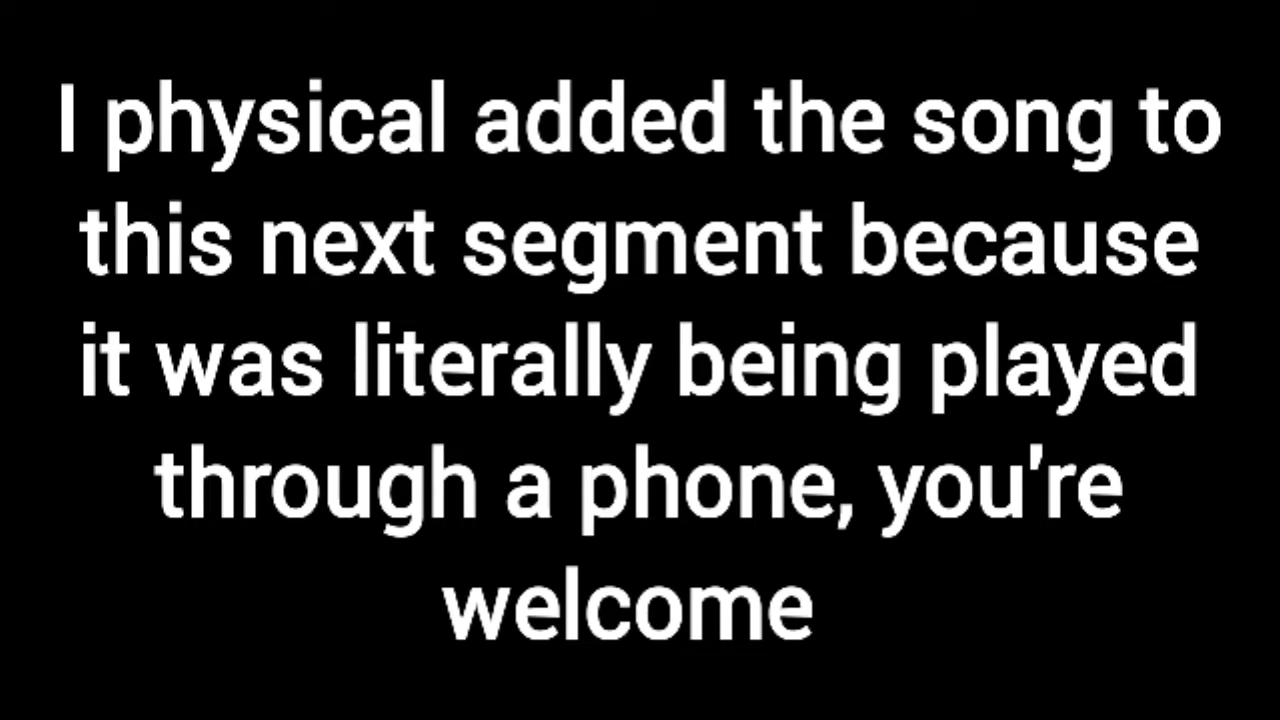 I physical added the song to
this next segment because
it was literally being played
through a phone, you're
welcome